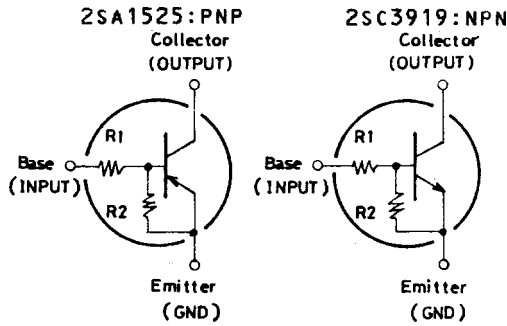 2SA1525:PNP
Collector
(OUTPUT)
R1
Base
(INPUT)
R2
Emitter
(GND)
2SC3919:NPN
Collector
(OUTPUT)
R1
Base
(INPUT)
R2
Emitter
(GND)